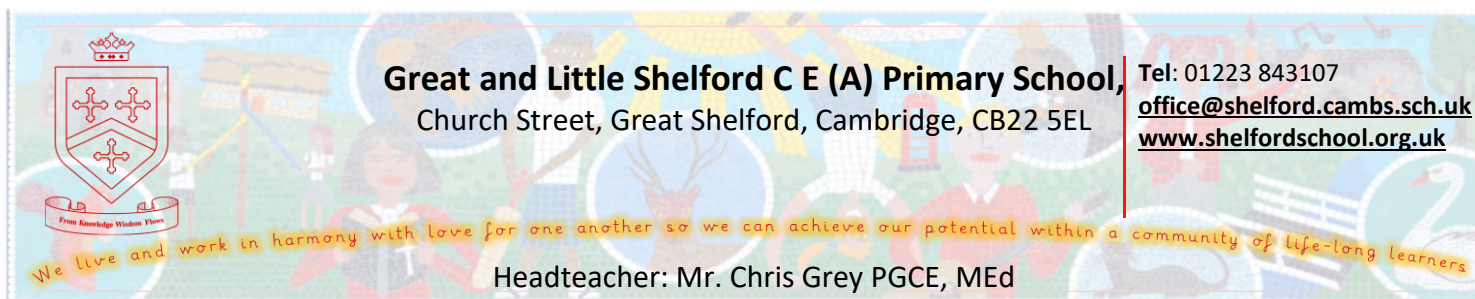 Great and Little Shelford C E (A) Primary School,
Church Street, Great Shelford, Cambridge, CB22 5EL
Tel: 01223 843107
office@shelford.cambs.sch.uk
www.shelfordschool.org.uk
From Knowledge Wisdom Flows
We live and work in harmony with love for one another so we can achieve our potential within a community of life-long learners
Headteacher: Mr. Chris Grey PGCE, MEd